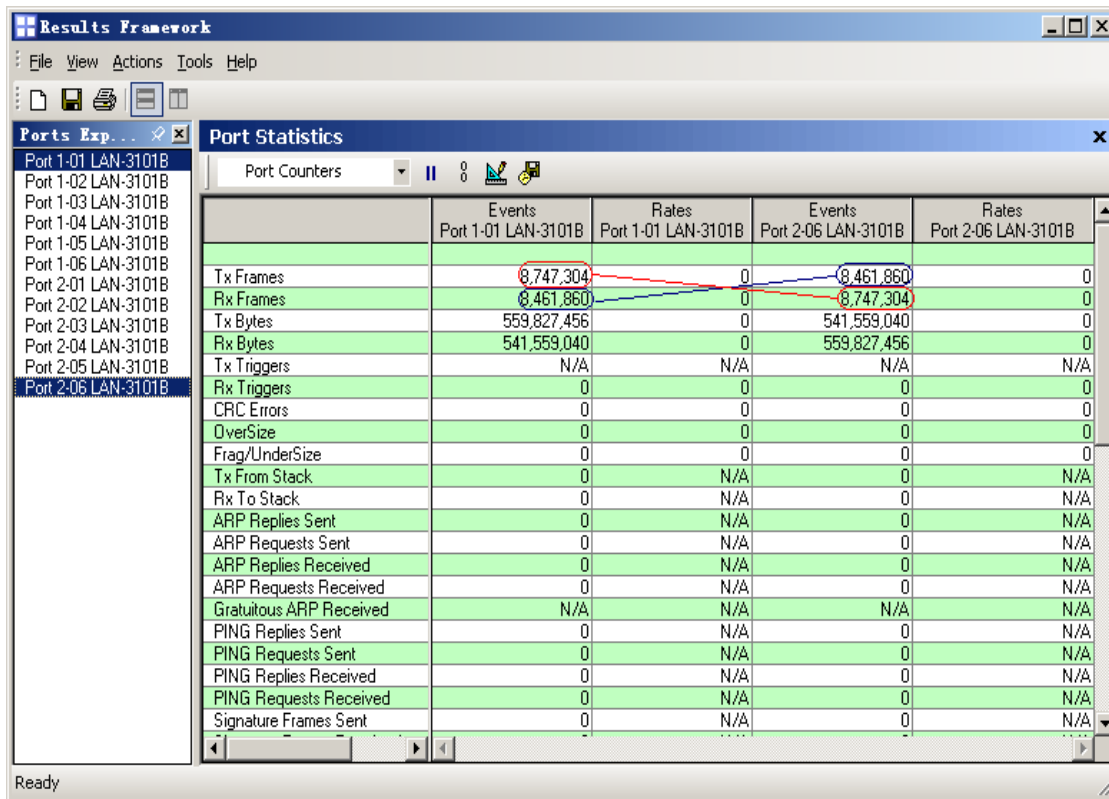 Results Framework
File View Actions Tools Help
Ports Exp...
Port 1-01 LAN-3101B
Port 1-02 LAN-3101B
Port 1-03 LAN-3101B
Port 1-04 LAN-3101B
Port 1-05 LAN-3101B
Port 1-06 LAN-3101B
Port 2-01 LAN-3101B
Port 2-02 LAN-3101B
Port 2-03 LAN-3101B
Port 2-04 LAN-3101B
Port 2-05 LAN-3101B
Port 2-06 LAN-3101B
Port Statistics
Port Counters
Events Rates Events Rates
Port 1-01 LAN-3101B Port 1-01 LAN-3101B Port 2-06 LAN-3101B Port 2-06 LAN-3101B
Tx Frames 8,747,304 0 8,461,860 0
Rx Frames 8,461,860 0 8,747,304 0
Tx Bytes 559,827,456 0 541,559,040 0
Rx Bytes 541,559,040 0 559,827,456 0
Tx Triggers N/A N/A N/A N/A
Rx Triggers 0 0 0 0
CRC Errors 0 0 0 0
OverSize 0 0 0 0
Frag/UnderSize 0 0 0 0
Tx From Stack 0 N/A 0 N/A
Rx To Stack 0 N/A 0 N/A
ARP Replies Sent 0 N/A 0 N/A
ARP Requests Sent 0 N/A 0 N/A
ARP Replies Received 0 N/A 0 N/A
ARP Requests Received 0 N/A 0 N/A
Gratuitous ARP Received N/A N/A N/A N/A
PING Replies Sent 0 N/A 0 N/A
PING Requests Sent 0 N/A 0 N/A
PING Replies Received 0 N/A 0 N/A
PING Requests Received 0 N/A 0 N/A
Signature Frames Sent 0 N/A 0 N/A
Ready